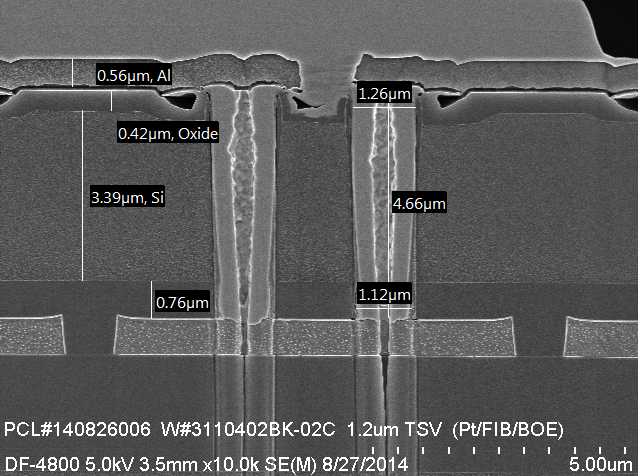 0.56µm, Al
1.26µm
0.42µm, Oxide
3.39µm, Si
4.66µm
0.76µm
1.12µm
PCL#140826006 W#3110402BK-02C 1.2um TSV (Pt/FIB/BOE)
DF-4800 5.0kV 3.5mm x10.0k SE(M) 8/27/2014
5.00um